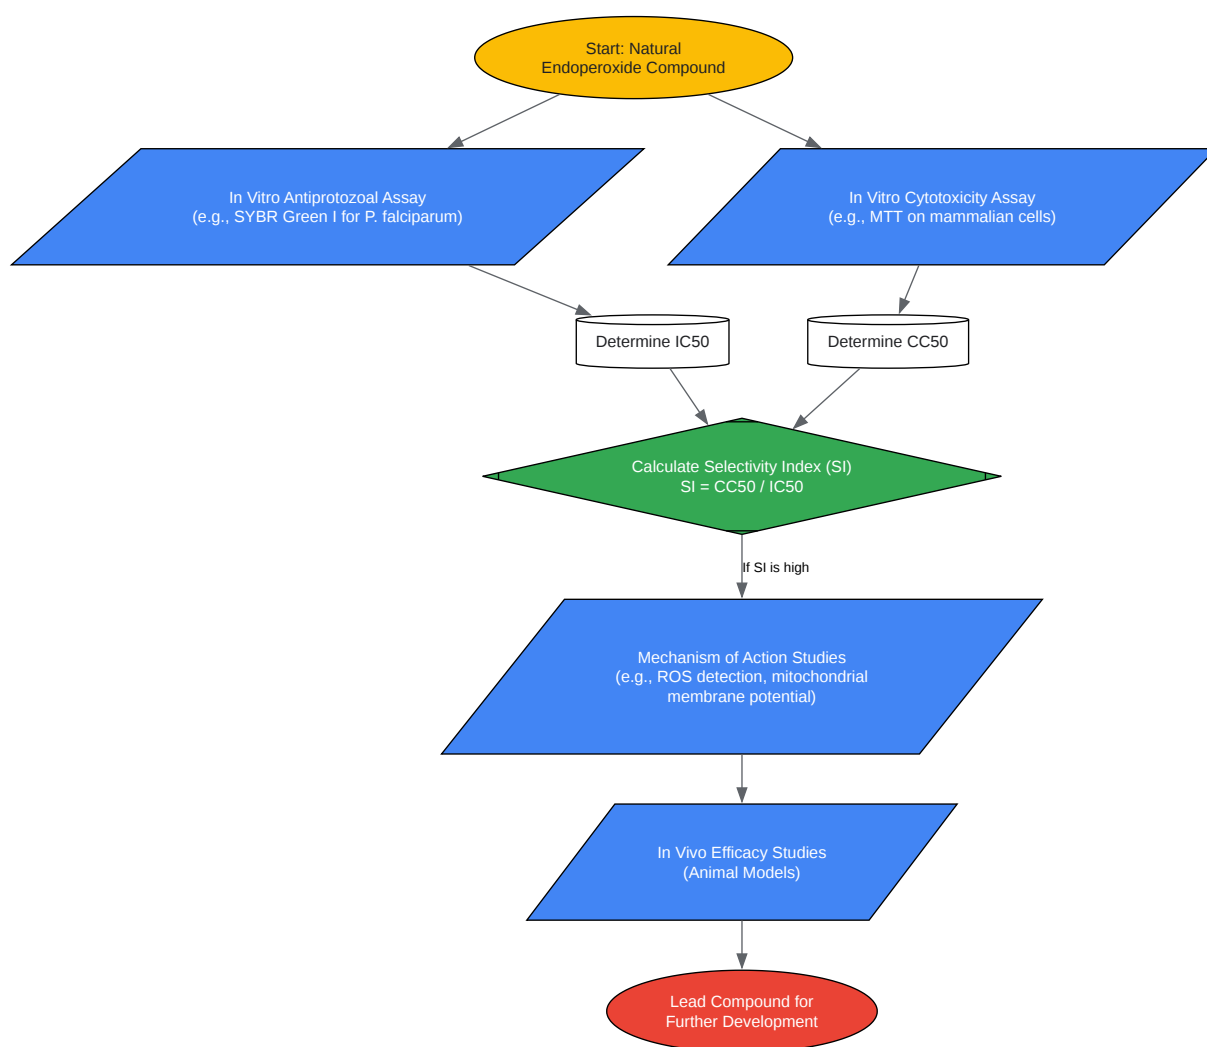 Start: Natural
Endoperoxide Compound
In Vitro Antiprotozoal Assay
(e.g., SYBR Green I for P. falciparum)
In Vitro Cytotoxicity Assay
(e.g., MTT on mammalian cells)
Determine IC50
Determine CC50
Calculate Selectivity Index (SI)
SI = CC50 / IC50
If SI is high
Mechanism of Action Studies
(e.g., ROS detection, mitochondrial
membrane potential)
In Vivo Efficacy Studies
(Animal Models)
Lead Compound for
Further Development